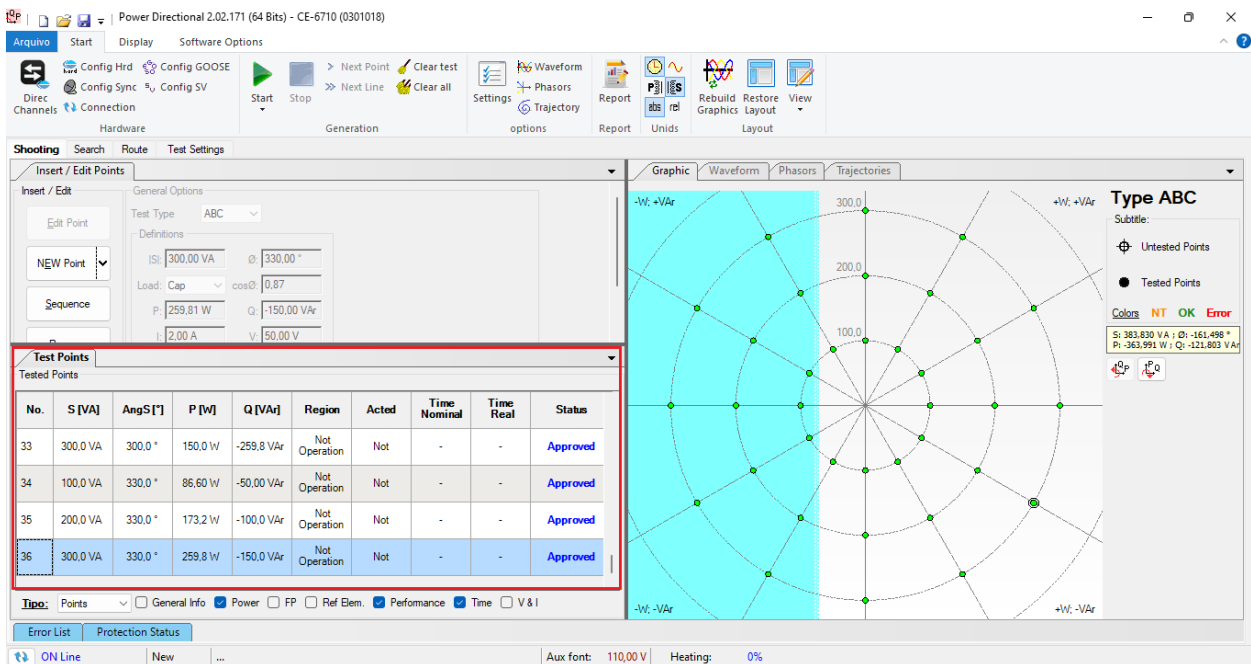 Power Directional 2.02.171 (64 Bits) - CE-6710 (0301018)
Arquivo Start Display Software Options
Direc Channels
Config Hrd Config GOOSE
Config Sync Config SV
Connection
Hardware
Start Stop
Next Point Clear test
Next Line Clear all
Generation
Settings
Waveform
Phasors
Trajectory
options
Report
Report
abs rel
Unids
Rebuild Graphics Restore Layout View
Layout
Shooting Search Route Test Settings
Insert / Edit Points
Insert / Edit
Edit Point
NEW Point
Sequence
General Options
Test Type ABC
Definitions
|S|: 300,00 VA Ø: 330,00 °
Load: Cap cosØ: 0,87
P: 259,81 W Q: -150,00 VAr
I: 2,00 A V: 50,00 V
Test Points
Tested Points
No. S [VA] AngS [°] P [W] Q [VAr] Region Acted Time Nominal Time Real Status
33 300,0 VA 300,0 ° 150,0 W -259,8 VAr Not Operation Not - - Approved
34 100,0 VA 330,0 ° 86,60 W -50,00 VAr Not Operation Not - - Approved
35 200,0 VA 330,0 ° 173,2 W -100,0 VAr Not Operation Not - - Approved
36 300,0 VA 330,0 ° 259,8 W -150,0 VAr Not Operation Not - - Approved
Tipo: Points General Info Power FP Ref Elem. Performance Time V & I
Graphic Waveform Phasors Trajectories
-W; +VAr
+W; +VAr
300,0
200,0
100,0
-W; -VAr
+W; -VAr
Type ABC
Subtitle:
Untested Points
Tested Points
Colors NT OK Error
S: 383,830 VA ; Ø: -161,498 °
P: -363,991 W ; Q: -121,803 VAr
Error List Protection Status
ON Line New ... Aux font: 110,00 V Heating: 0%